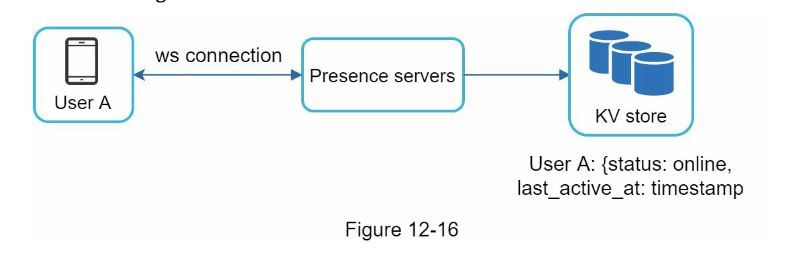 ws connection
User A
Presence servers
KV store
User A: {status: online,
last_active_at: timestamp
Figure 12-16